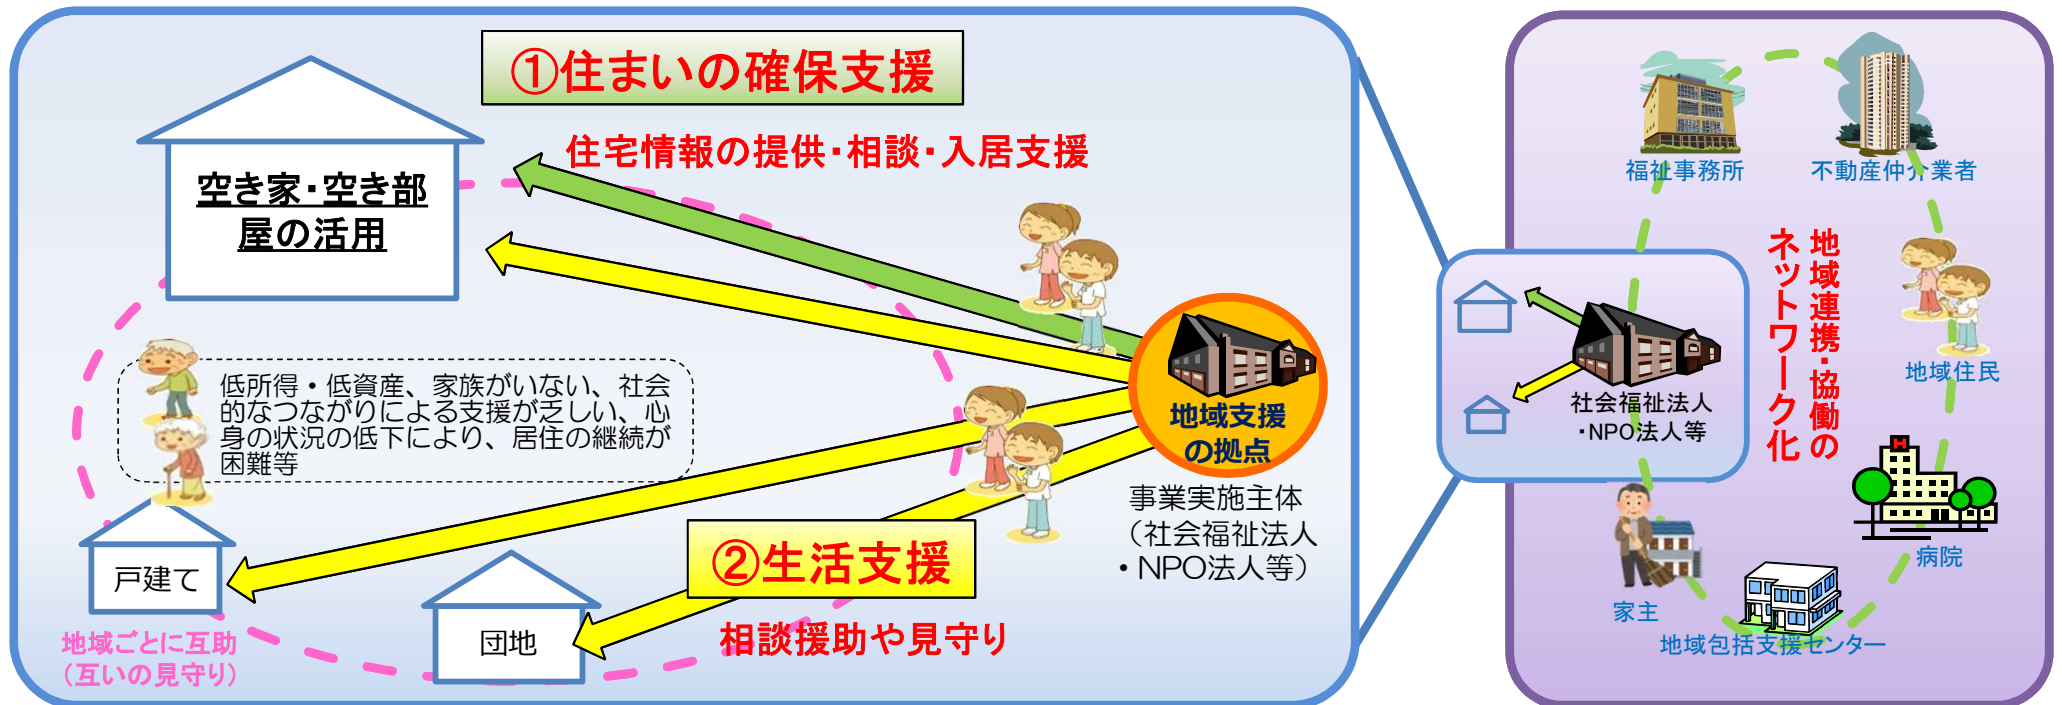 ①住まいの確保支援
住宅情報の提供・相談・入居支援
空き家・空き部
屋の活用
低所得・低資産、家族がいない、社会
的なつながりによる支援が乏しい、心
身の状況の低下により、居住の継続が
困難等
地域支援
の拠点
事業実施主体
（社会福祉法人
・NPO法人等）
②生活支援
相談援助や見守り
戸建て
団地
地域ごとに互助
（互いの見守り）
福祉事務所
不動産仲介業者
地域連携・協働の
ネットワーク化
地域住民
社会福祉法人
・NPO法人等
病院
家主
地域包括支援センター
H